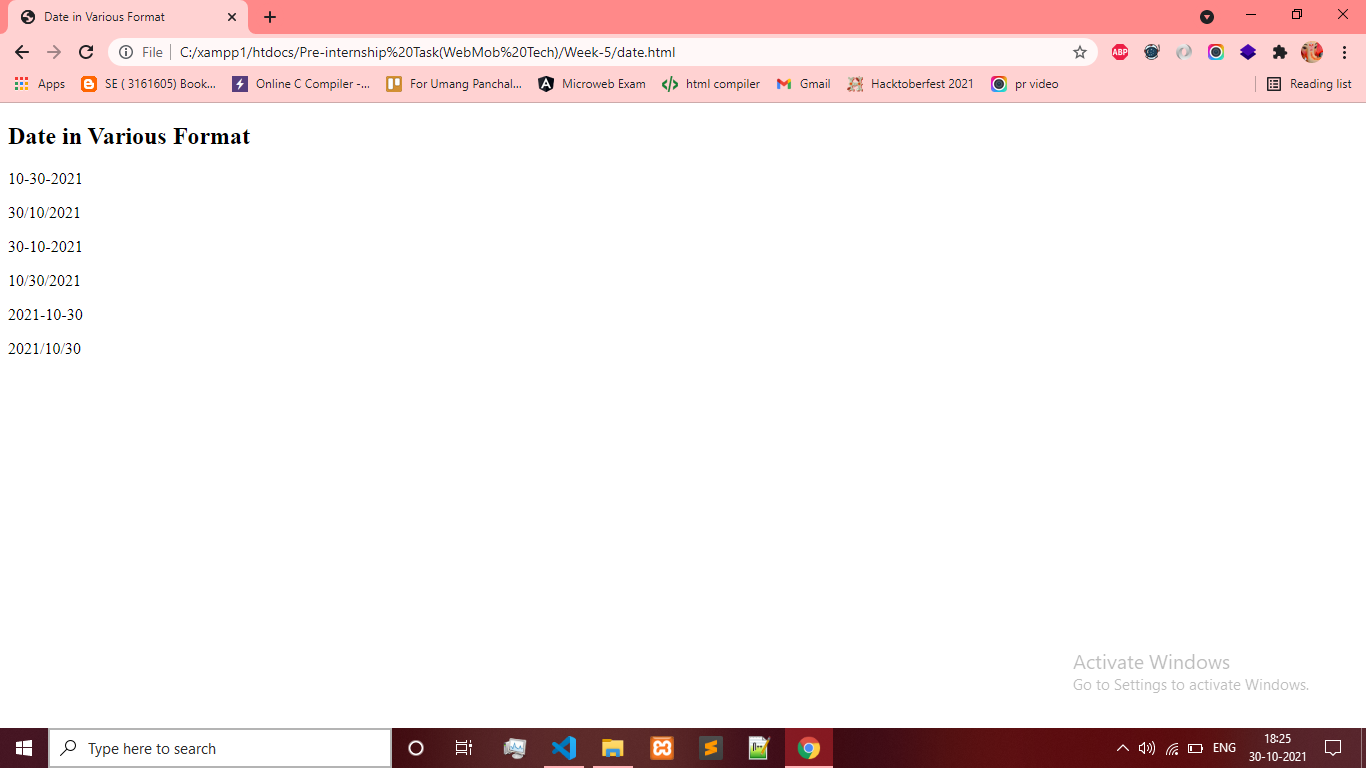 Date in Various Format
File
C:/xampp1/htdocs/Pre-internship%20Task(WebMob%20Tech)/Week-5/date.html
ABP
Apps
SE ( 3161605) Book...
Online C Compiler -...
For Umang Panchal...
Microweb Exam
html compiler
Gmail
Hacktoberfest 2021
pr video
Reading list
Date in Various Format
10-30-2021
30/10/2021
30-10-2021
10/30/2021
2021-10-30
2021/10/30
Activate Windows
Go to Settings to activate Windows.
Type here to search
ENG
18:25
30-10-2021